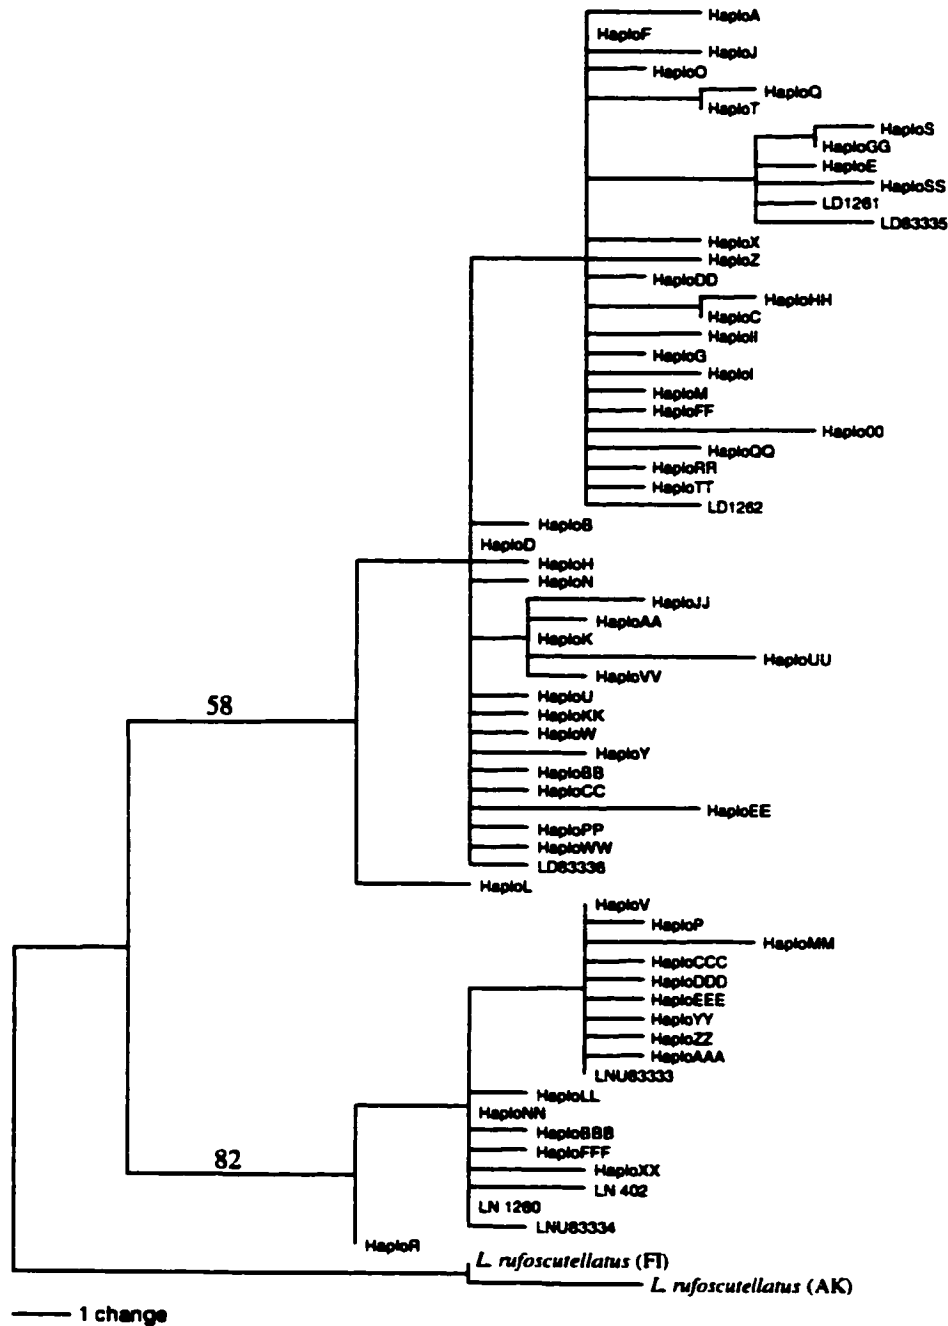 HaploA
HaploF
HaploJ
HaploO
HaploQ
HaploT
HaploS
HaploGG
HaploE
HaploSS
LD1261
LD83335
HaploX
HaploZ
HaploDD
HaploHH
HaploC
HaploII
HaploG
HaploI
HaploM
HaploFF
Haplo00
HaploQQ
HaploRR
HaploTT
LD1262
HaploB
HaploD
HaploH
HaploN
HaploJJ
HaploAA
HaploK
HaploUU
HaploVV
HaploU
58
HaploKK
HaploW
HaploY
HaploBB
HaploCC
HaploEE
HaploPP
HaploWW
LD83336
HaploL
HaploV
HaploP
HaploMM
HaploCCC
HaploDDD
HaploEEE
HaploYY
HaploZZ
HaploAAA
LNU83333
HaploLL
HaploNN
HaploBBB
HaploFFF
82
HaploXX
LN 402
LN 1260
LNU83334
HaploR
L. rufoscutellatus (FI)
L. rufoscutellatus (AK)
1 change